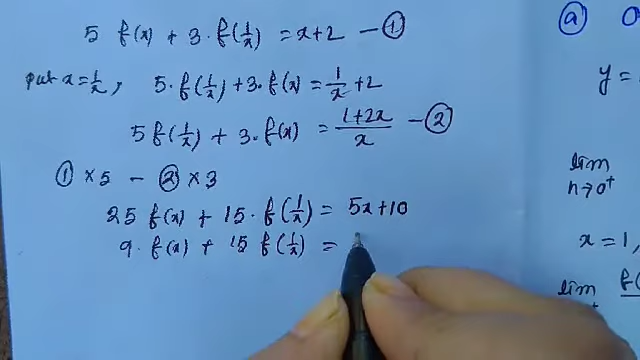 5 f(x) + 3·f(1/x) = x+2 — ①
put x = 1/x, 5·f(1/x) + 3·f(x) = 1/x + 2
5 f(1/x) + 3·f(x) = (1+2x)/x — ②
① ×5 — ② ×3
25 f(x) + 15·f(1/x) = 5x+10
9·f(x) + 15 f(1/x) =
ⓐ
y =
lim
n→0⁺
x = 1,
lim